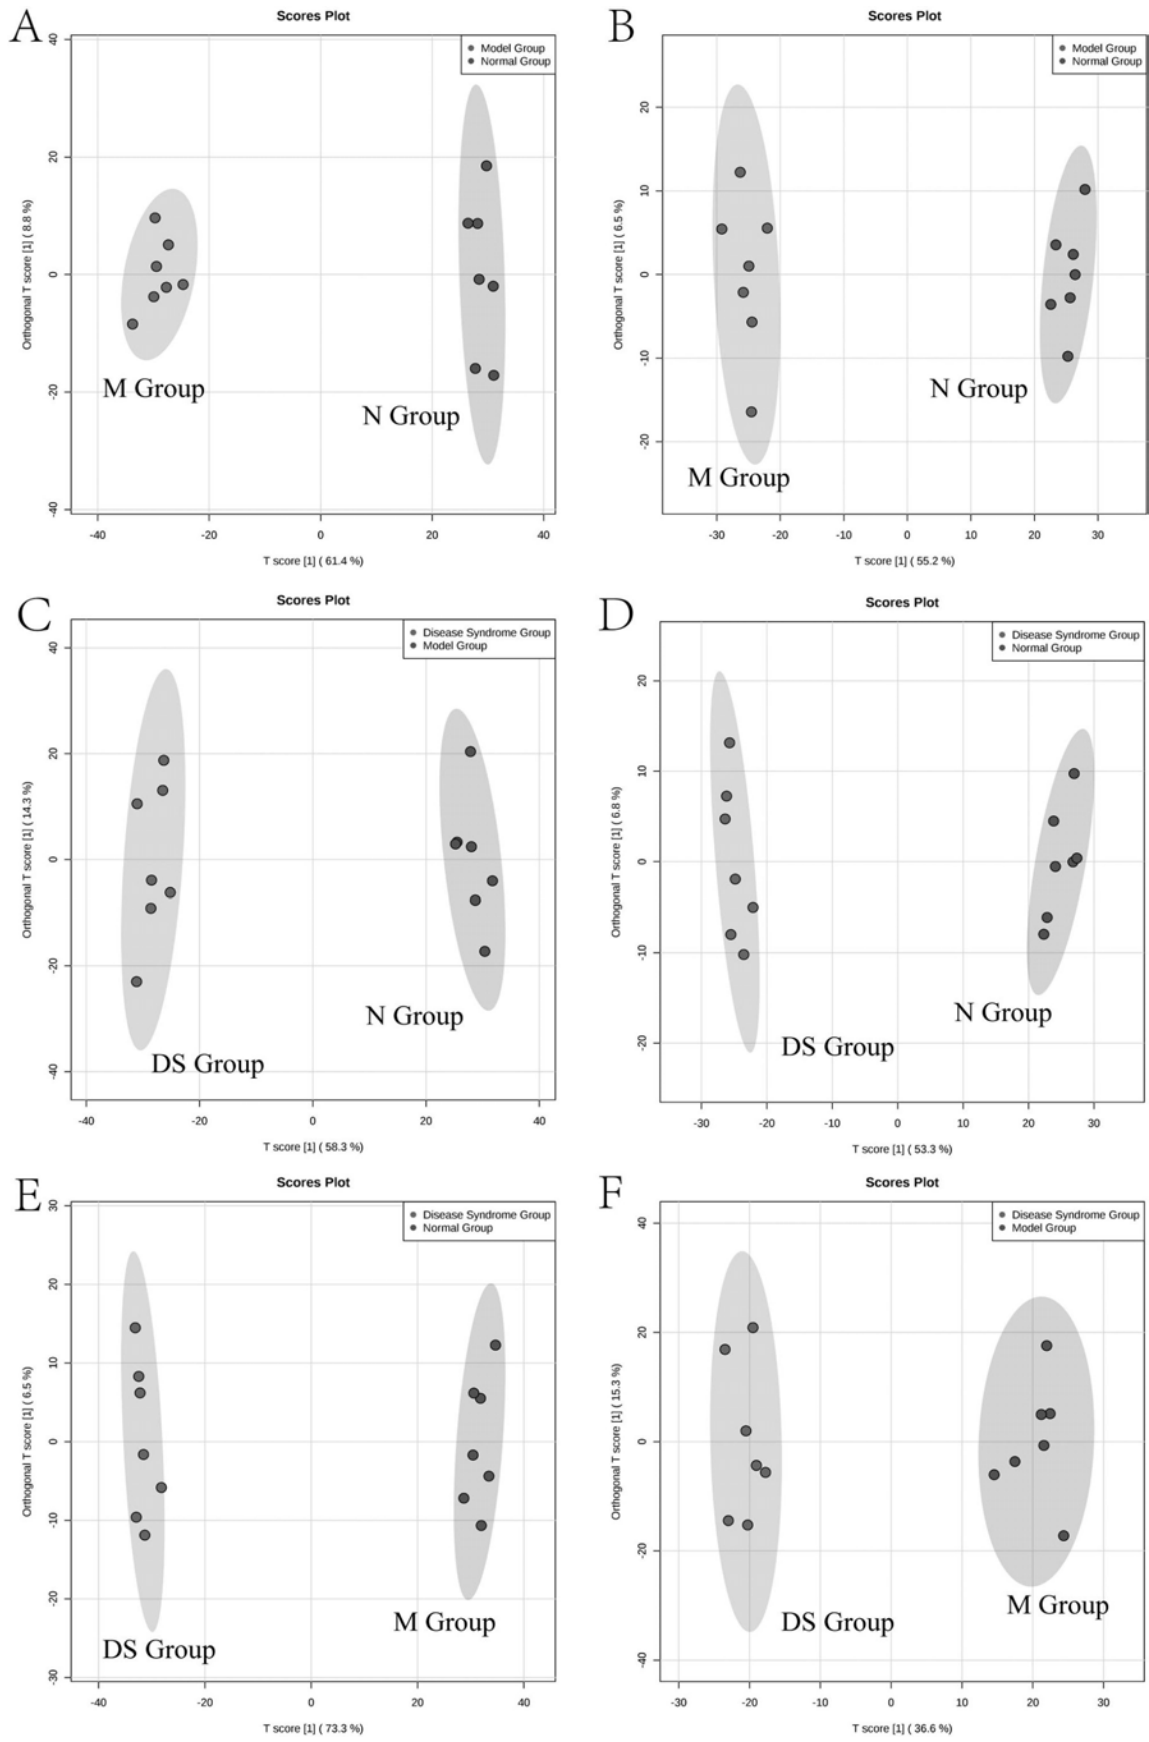 A
Scores Plot
Model Group
Normal Group
Orthogonal T score [1] ( 8.8 %)
40
20
0
-20
-40
M Group
N Group
-40 -20 0 20 40
T score [1] ( 61.4 %)
B
Scores Plot
Model Group
Normal Group
Orthogonal T score [1] ( 6.5 %)
20
10
0
-10
-20
N Group
M Group
-30 -20 -10 0 10 20 30
T score [1] ( 55.2 %)
C
Scores Plot
Disease Syndrome Group
Model Group
Orthogonal T score [1] ( 14.3 %)
40
20
0
-20
-40
N Group
DS Group
-40 -20 0 20 40
T score [1] ( 58.3 %)
D
Scores Plot
Disease Syndrome Group
Normal Group
Orthogonal T score [1] ( 6.8 %)
20
10
0
-10
-20
N Group
DS Group
-30 -20 -10 0 10 20 30
T score [1] ( 53.3 %)
E
Scores Plot
Disease Syndrome Group
Normal Group
Orthogonal T score [1] ( 6.5 %)
30
20
10
0
-10
-20
-30
M Group
DS Group
-40 -20 0 20 40
T score [1] ( 73.3 %)
F
Scores Plot
Disease Syndrome Group
Model Group
Orthogonal T score [1] ( 15.3 %)
40
20
0
-20
-40
M Group
DS Group
-30 -20 -10 0 10 20 30
T score [1] ( 36.6 %)